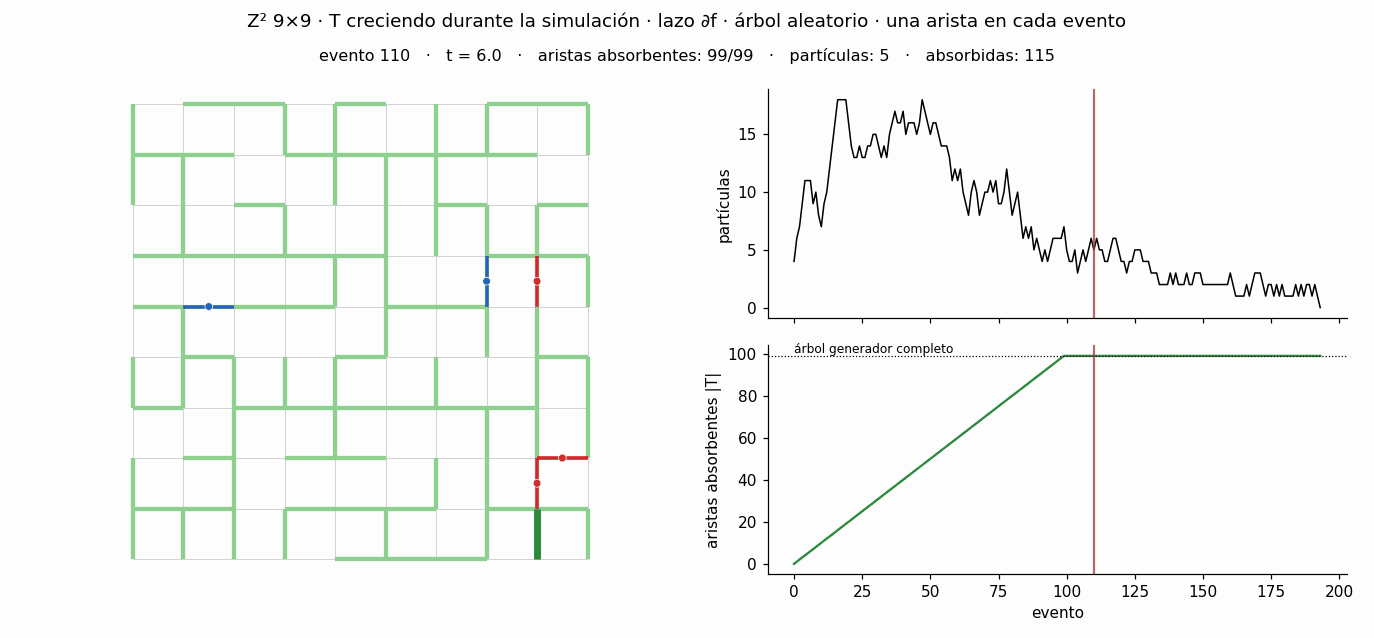 Z² 9×9 · T creciendo durante la simulación · lazo ∂f · árbol aleatorio · una arista en cada evento
evento 110 · t = 6.0 · aristas absorbentes: 99/99 · partículas: 5 · absorbidas: 115
partículas
15
10
5
0
árbol generador completo
aristas absorbentes |T|
100
80
60
40
20
0
0 25 50 75 100 125 150 175 200
evento